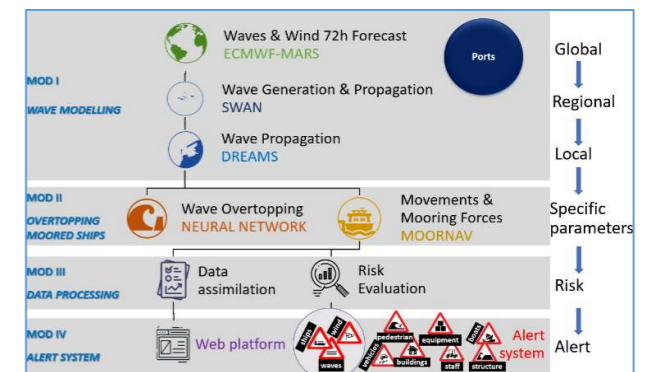 Waves & Wind 72h Forecast
ECMWF-MARS
Ports
Global
MOD I
WAVE MODELLING
Wave Generation & Propagation
SWAN
Regional
Wave Propagation
DREAMS
Local
MOD II
OVERTOPPING
MOORED SHIPS
Wave Overtopping
NEURAL NETWORK
Movements &
Mooring Forces
MOORNAV
Specific
parameters
MOD III
DATA PROCESSING
Data
assimilation
Risk
Evaluation
Risk
MOD IV
ALERT SYSTEM
Web platform
ships
wind
waves
pedestrian
equipment
boats
vehicles
buildings
staff
structure
Alert
system
Alert